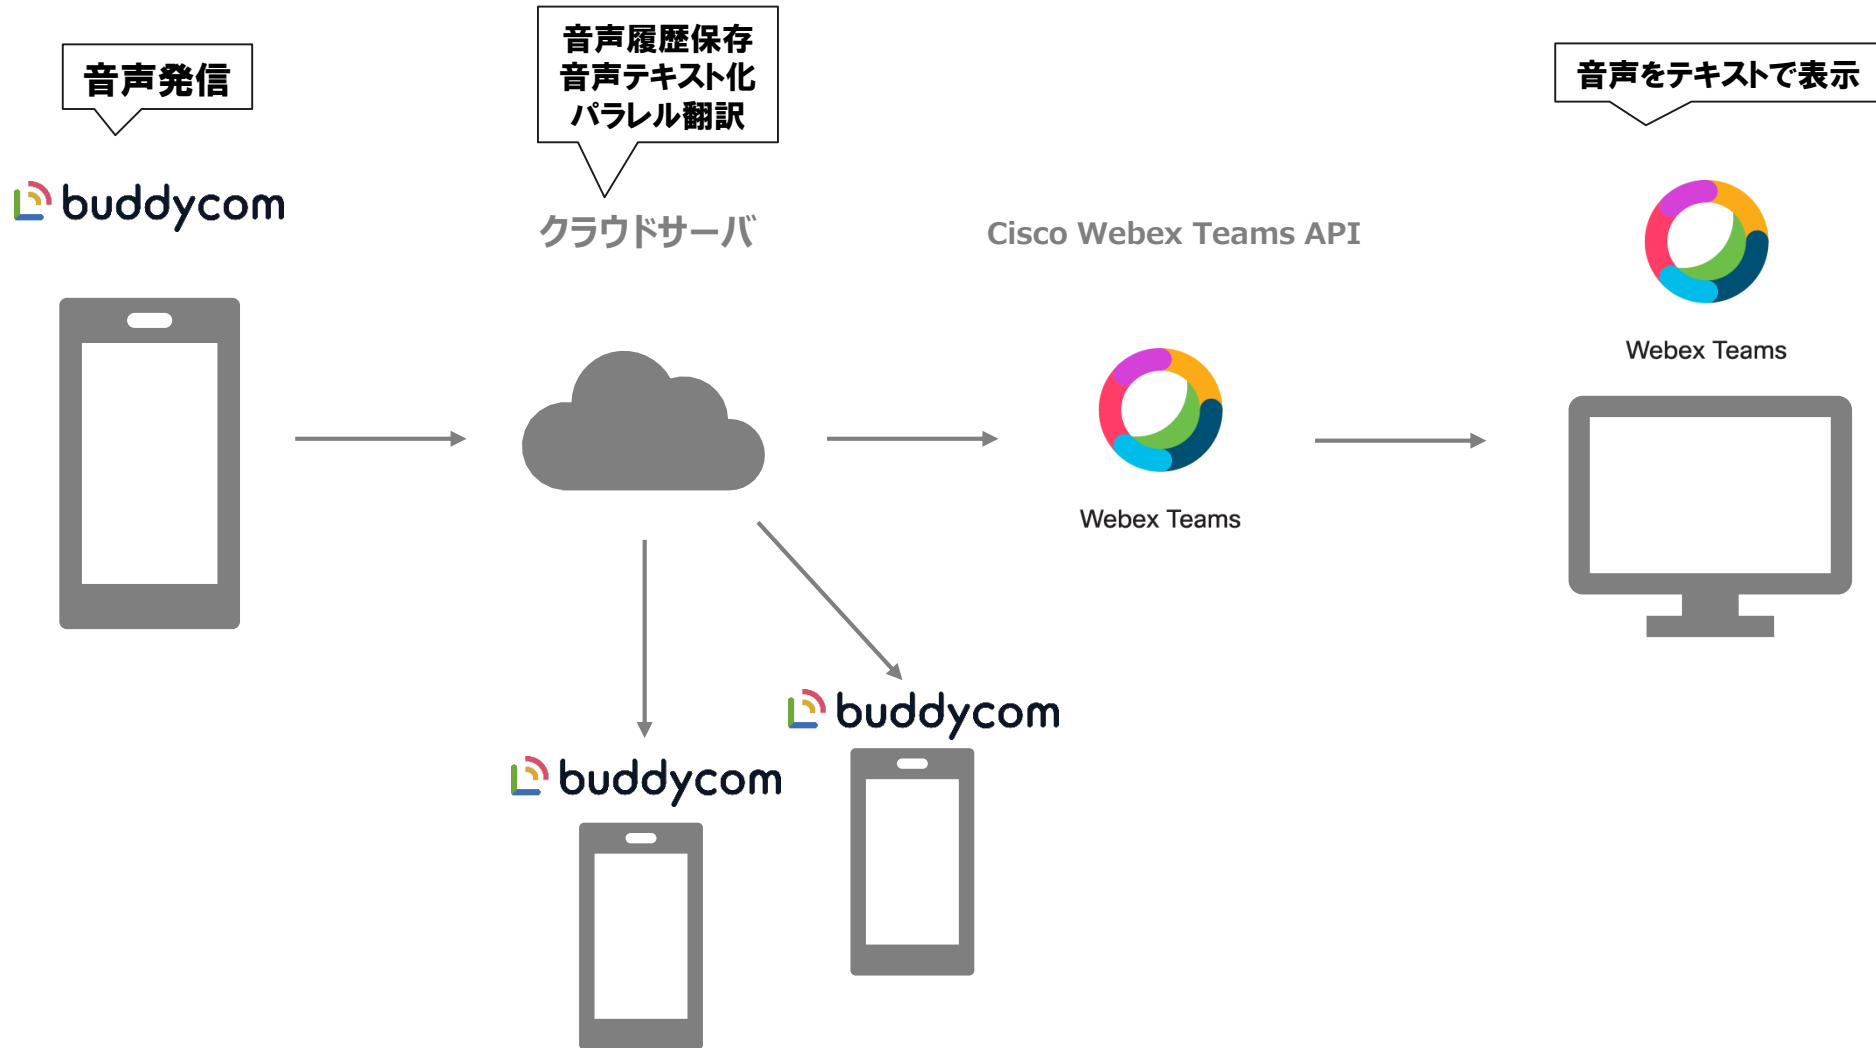 音声発信
音声履歴保存
音声テキスト化
パラレル翻訳
音声をテキストで表示
buddycom
クラウドサーバ
Cisco Webex Teams API
Webex Teams
Webex Teams
buddycom
buddycom